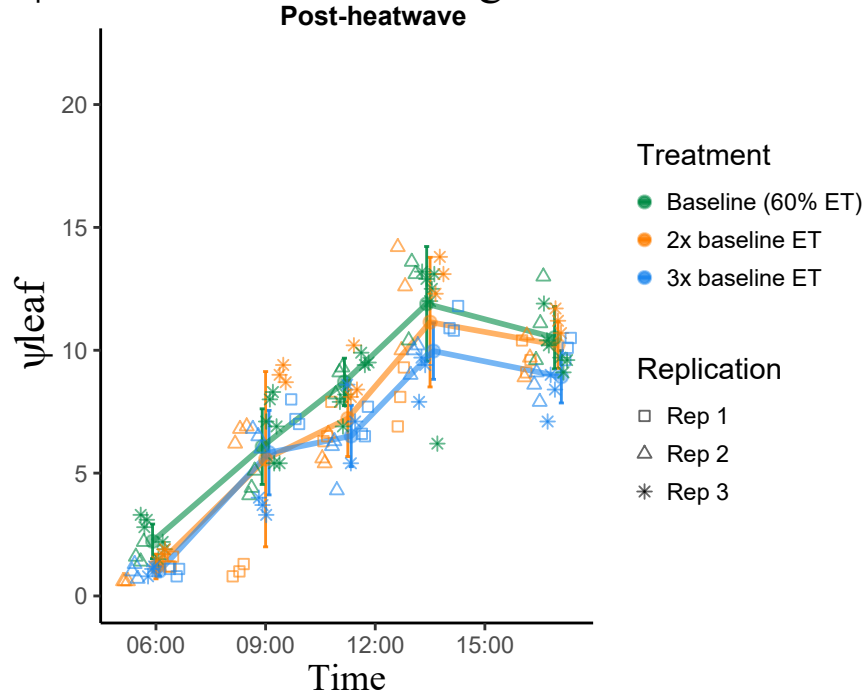 Post-heatwave
20
15
10
5
0
ψleaf
06:00 09:00 12:00 15:00
Time
Treatment
Baseline (60% ET)
2x baseline ET
3x baseline ET
Replication
Rep 1
Rep 2
Rep 3